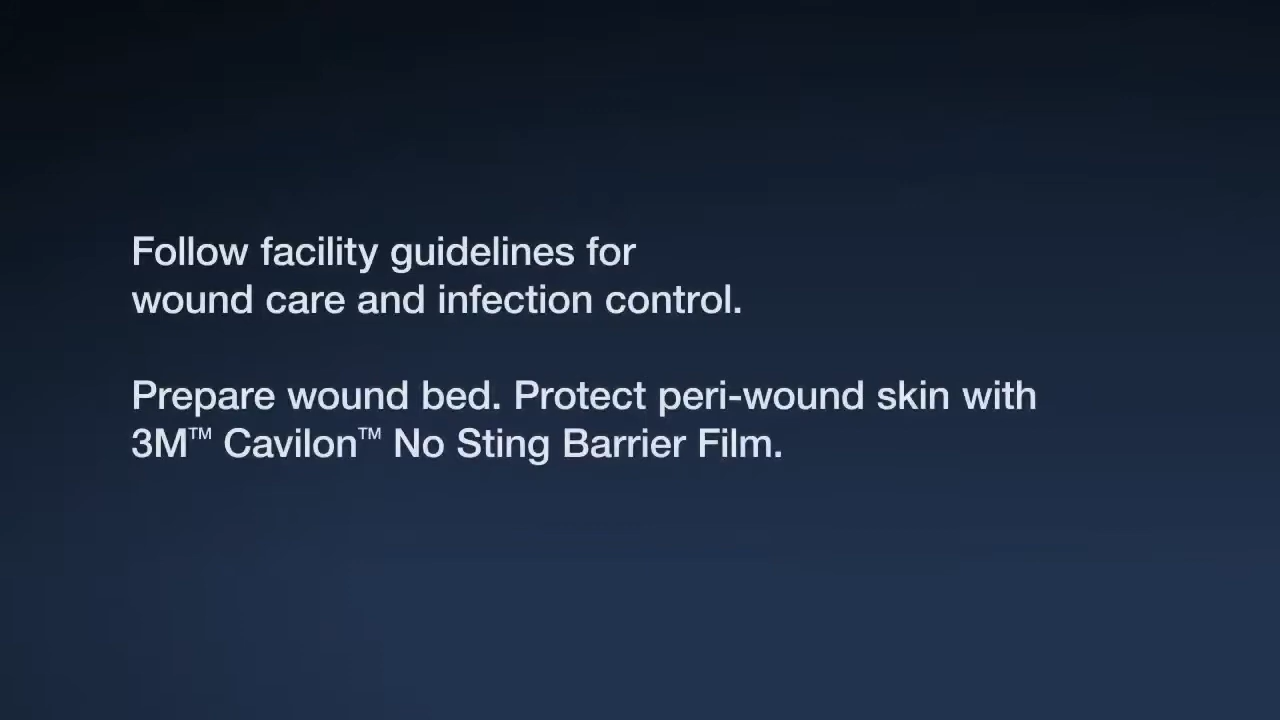 Follow facility guidelines for
wound care and infection control.
Prepare wound bed. Protect peri-wound skin with
3M™ Cavilon™ No Sting Barrier Film.